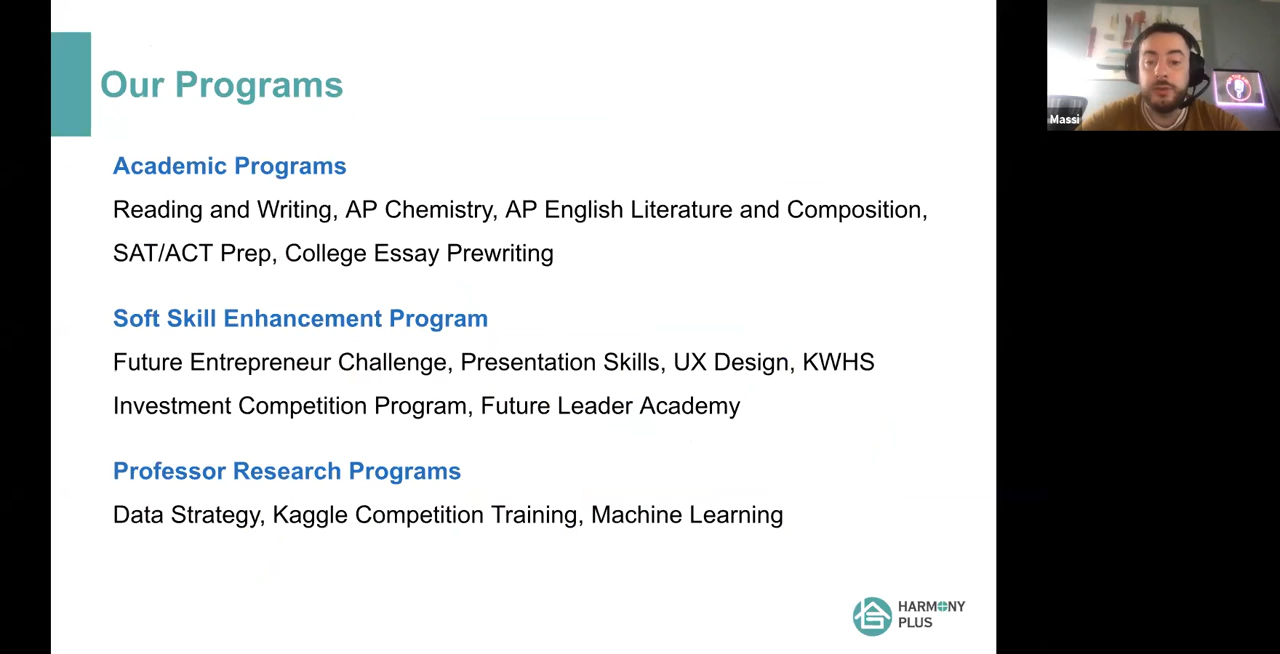 Our Programs
Academic Programs
Reading and Writing, AP Chemistry, AP English Literature and Composition,
SAT/ACT Prep, College Essay Prewriting
Soft Skill Enhancement Program
Future Entrepreneur Challenge, Presentation Skills, UX Design, KWHS
Investment Competition Program, Future Leader Academy
Professor Research Programs
Data Strategy, Kaggle Competition Training, Machine Learning
HARMONY
PLUS
Massi